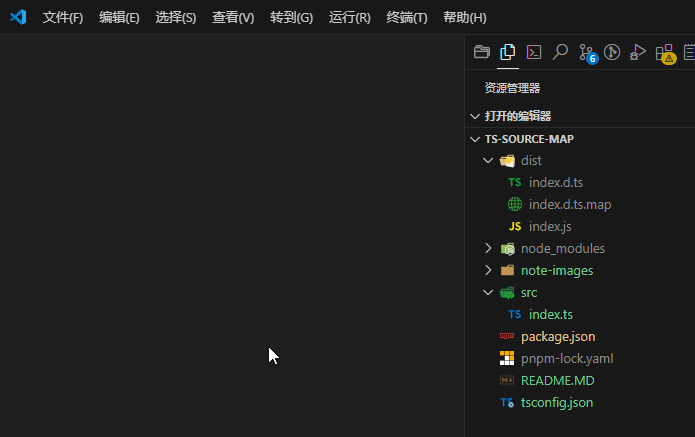 文件(F) 编辑(E) 选择(S) 查看(V) 转到(G) 运行(R) 终端(T) 帮助(H)
6
资源管理器
打开的编辑器
TS-SOURCE-MAP
dist
TS index.d.ts
index.d.ts.map
JS index.js
node_modules
note-images
src
TS index.ts
package.json
pnpm-lock.yaml
README.MD
TS tsconfig.json